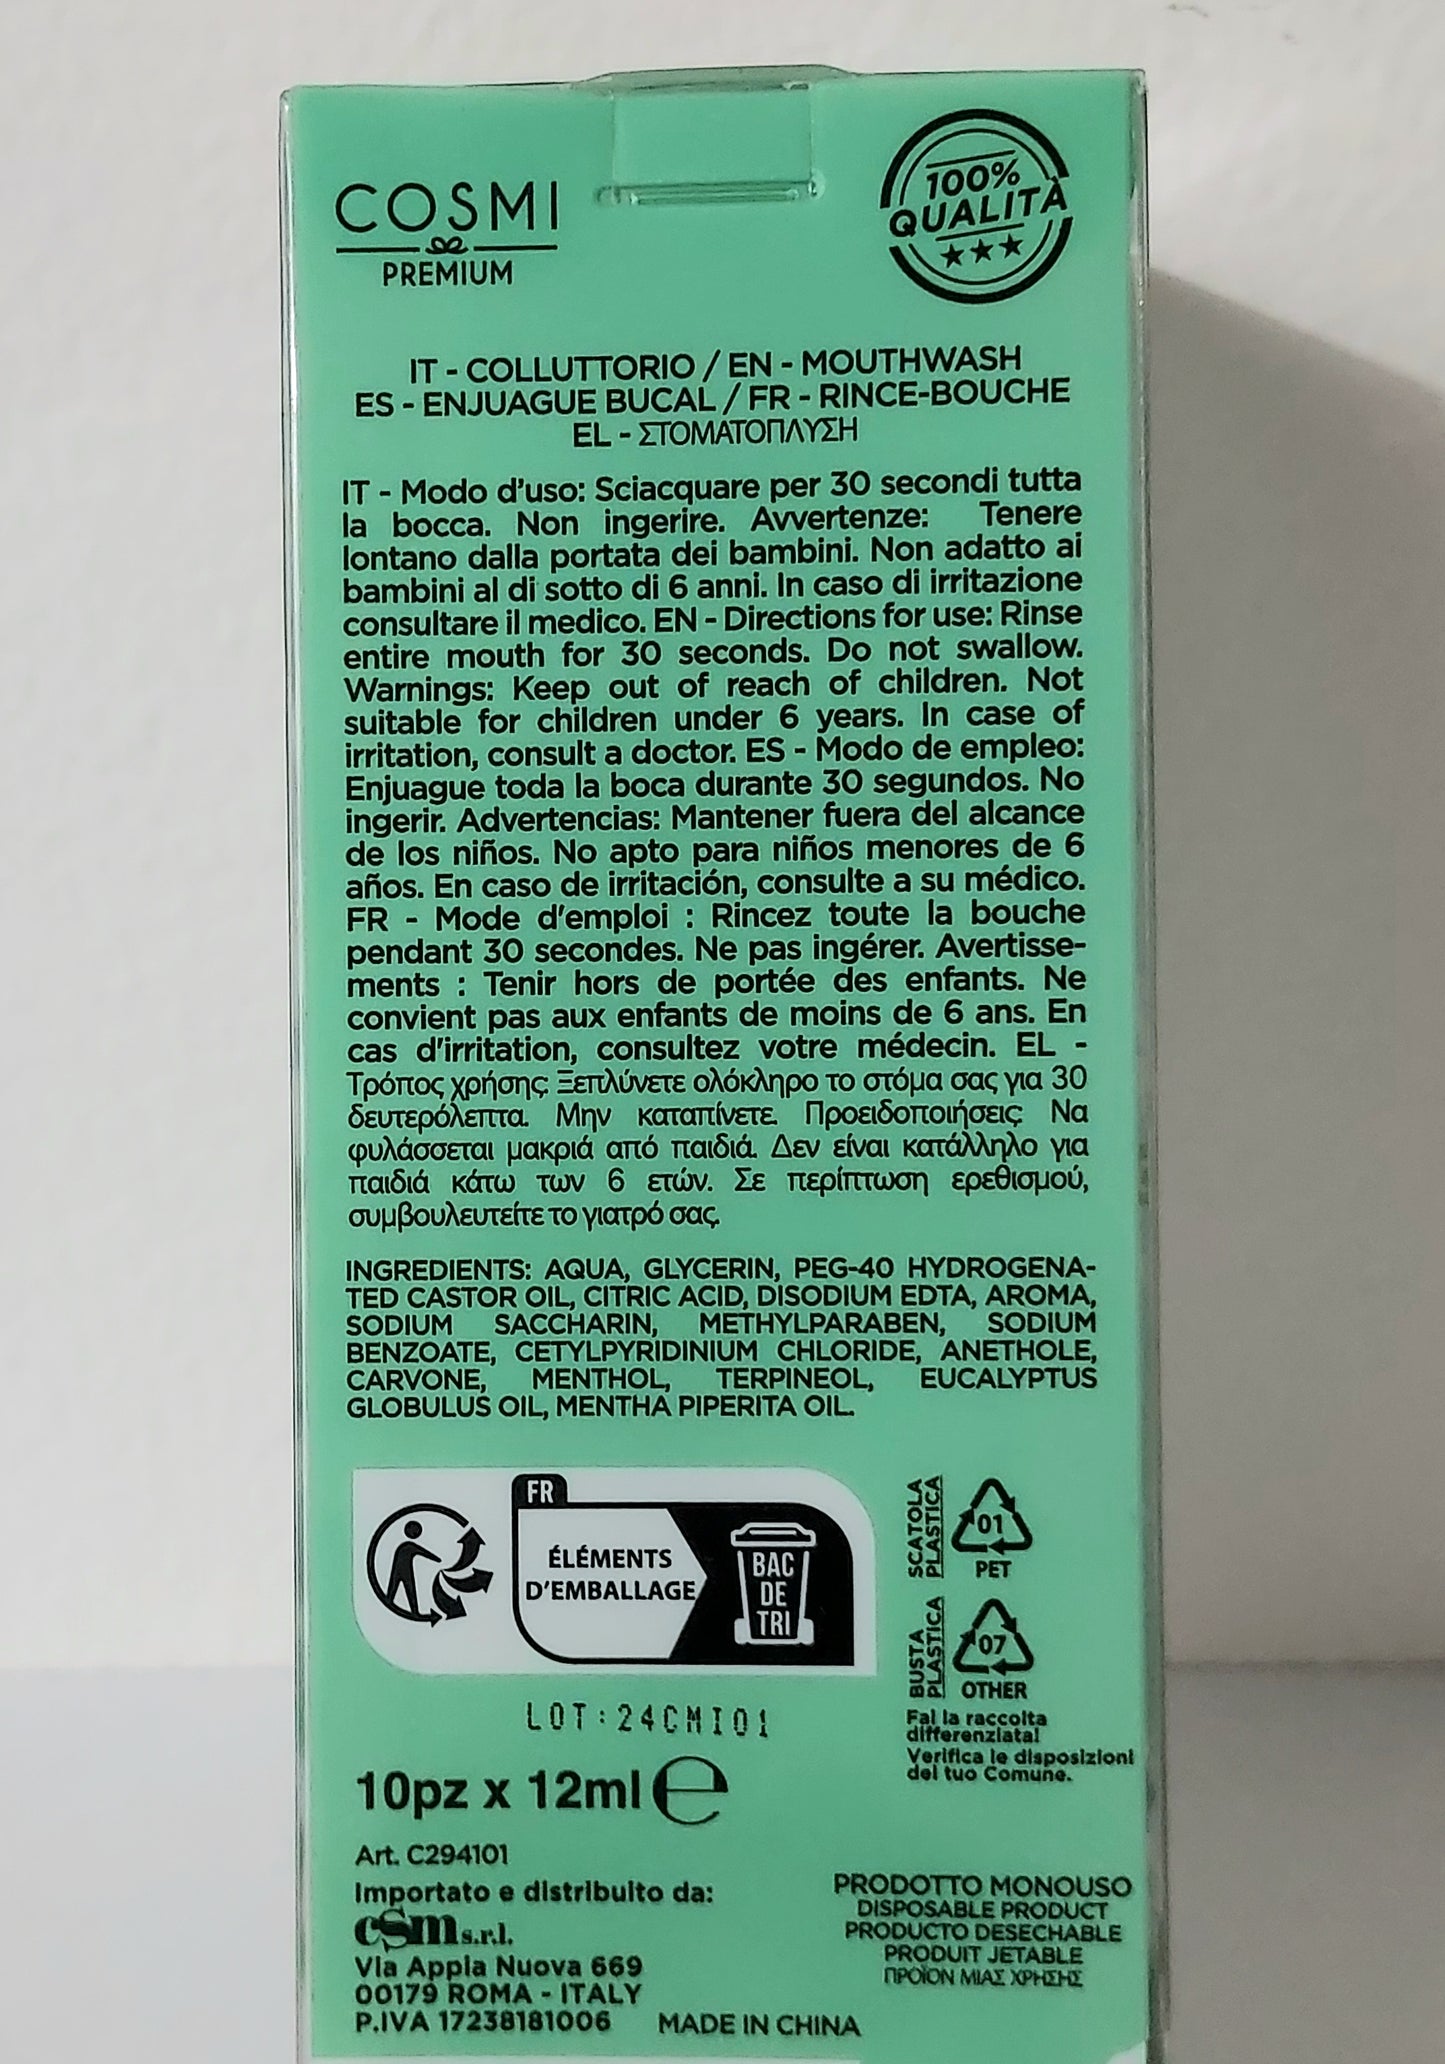 COSMI
PREMIUM
100%
QUALITÀ
IT - COLLUTTORIO / EN - MOUTHWASH
ES - ENJUAGUE BUCAL / FR - RINCE-BOUCHE
EL - ΣΤΟΜΑΤΟΠΛΥΣΗ
IT - Modo d'uso: Sciacquare per 30 secondi tutta
la bocca. Non ingerire. Avvertenze: Tenere
lontano dalla portata dei bambini. Non adatto ai
bambini al di sotto di 6 anni. In caso di irritazione
consultare il medico. EN - Directions for use: Rinse
entire mouth for 30 seconds. Do not swallow.
Warnings: Keep out of reach of children. Not
suitable for children under 6 years. In case of
irritation, consult a doctor. ES - Modo de empleo:
Enjuague toda la boca durante 30 segundos. No
ingerir. Advertencias: Mantener fuera del alcance
de los niños. No apto para niños menores de 6
años. En caso de irritación, consulte a su médico.
FR - Mode d'emploi : Rincez toute la bouche
pendant 30 secondes. Ne pas ingérer. Avertisse-
ments : Tenir hors de portée des enfants. Ne
convient pas aux enfants de moins de 6 ans. En
cas d'irritation, consultez votre médecin. EL -
Τρόπος χρήσης: Ξεπλύνετε ολόκληρο το στόμα σας για 30
δευτερόλεπτα. Μην καταπίνετε. Προειδοποιήσεις: Να
φυλάσσεται μακριά από παιδιά. Δεν είναι κατάλληλο για
παιδιά κάτω των 6 ετών. Σε περίπτωση ερεθισμού,
συμβουλευτείτε το γιατρό σας.
INGREDIENTS: AQUA, GLYCERIN, PEG-40 HYDROGENA-
TED CASTOR OIL, CITRIC ACID, DISODIUM EDTA, AROMA,
SODIUM SACCHARIN, METHYLPARABEN, SODIUM
BENZOATE, CETYLPYRIDINIUM CHLORIDE, ANETHOLE,
CARVONE, MENTHOL, TERPINEOL, EUCALYPTUS
GLOBULUS OIL, MENTHA PIPERITA OIL.
FR
ÉLÉMENTS
D'EMBALLAGE
BAC
DE
TRI
SCATOLA
PLASTICA
01
PET
BUSTA
PLASTICA
07
OTHER
Fai la raccolta
differenziata!
Verifica le disposizioni
del tuo Comune.
LOT:24CMI01
10pz x 12ml ℮
Art. C294101
Importato e distribuito da:
csm s.r.l.
Via Appia Nuova 669
00179 ROMA - ITALY
P.IVA 17238181006
MADE IN CHINA
PRODOTTO MONOUSO
DISPOSABLE PRODUCT
PRODUCTO DESECHABLE
PRODUIT JETABLE
ΠΡΟΪΟΝ ΜΙΑΣ ΧΡΗΣΗΣ